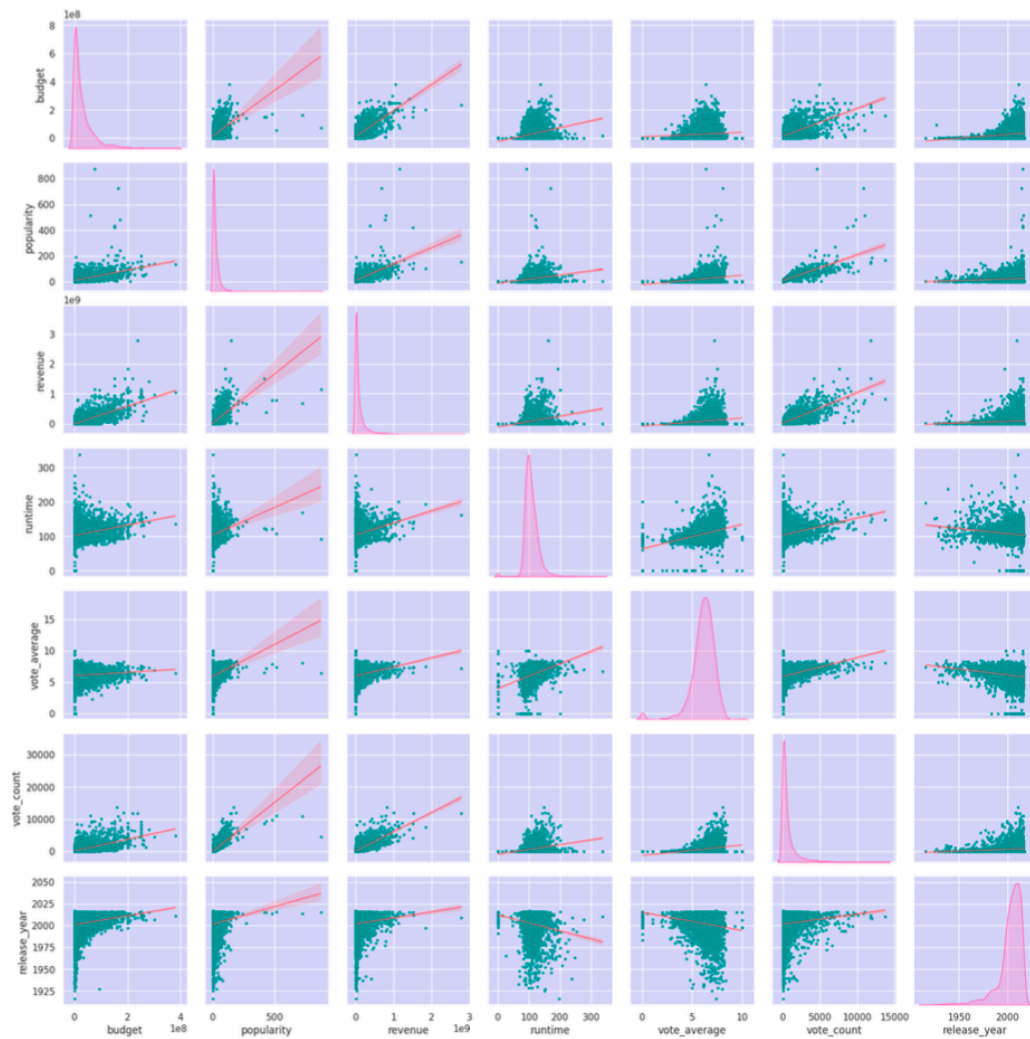 1e8
8
6
4
2
0
budget
800
600
400
200
0
popularity
1e9
3
2
1
0
revenue
300
200
100
0
runtime
15
10
5
0
vote_average
30000
20000
10000
0
vote_count
2050
2025
2000
1975
1950
1925
release_year
0 2 4 0 500 0 1 2 3 0 100 200 300 0 5 10 0 5000 10000 15000 1950 2000
budget 1e8 popularity revenue 1e9 runtime vote_average vote_count release_year